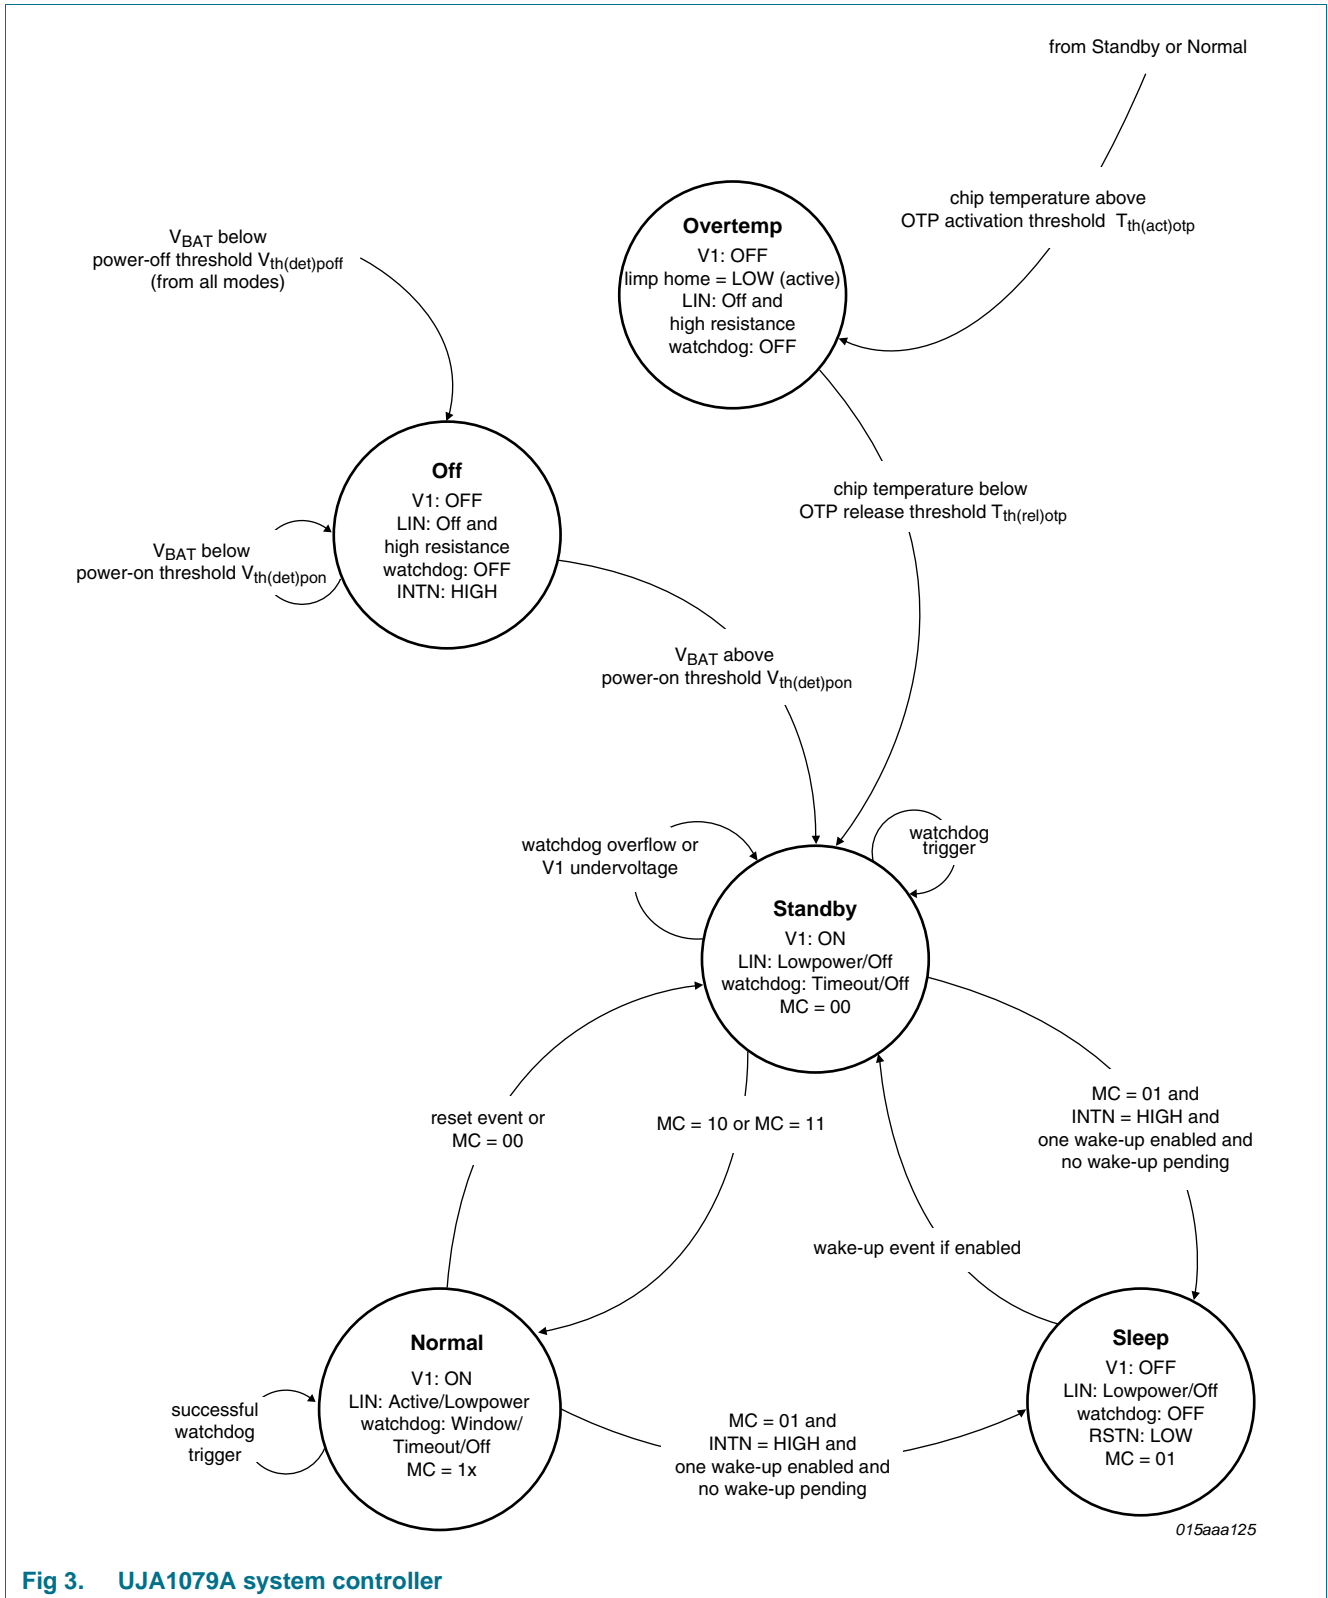 from Standby or Normal
chip temperature above
OTP activation threshold Tth(act)otp
Overtemp
V1: OFF
limp home = LOW (active)
LIN: Off and
high resistance
watchdog: OFF
VBAT below
power-off threshold Vth(det)poff
(from all modes)
Off
V1: OFF
LIN: Off and
high resistance
watchdog: OFF
INTN: HIGH
VBAT below
power-on threshold Vth(det)pon
chip temperature below
OTP release threshold Tth(rel)otp
VBAT above
power-on threshold Vth(det)pon
watchdog overflow or
V1 undervoltage
watchdog
trigger
Standby
V1: ON
LIN: Lowpower/Off
watchdog: Timeout/Off
MC = 00
reset event or
MC = 00
MC = 10 or MC = 11
MC = 01 and
INTN = HIGH and
one wake-up enabled and
no wake-up pending
wake-up event if enabled
Normal
V1: ON
LIN: Active/Lowpower
watchdog: Window/
Timeout/Off
MC = 1x
successful
watchdog
trigger
MC = 01 and
INTN = HIGH and
one wake-up enabled and
no wake-up pending
Sleep
V1: OFF
LIN: Lowpower/Off
watchdog: OFF
RSTN: LOW
MC = 01
015aaa125
Fig 3. UJA1079A system controller